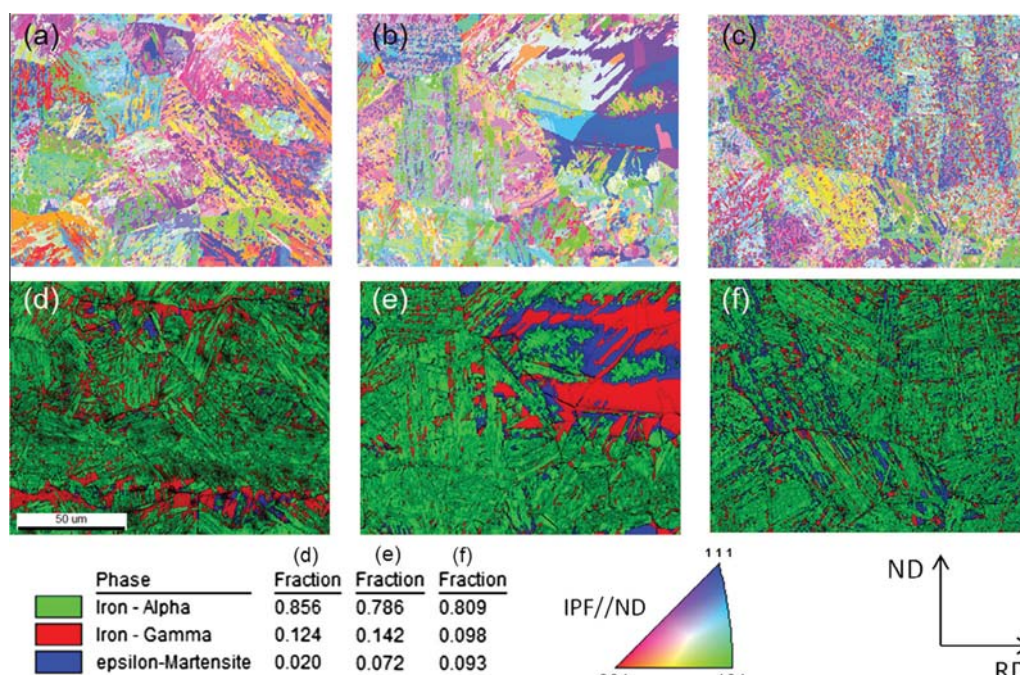 (a) (b) (c)
(d) (e) (f)
50 um
(d) (e) (f)
Phase Fraction Fraction Fraction
Iron - Alpha 0.856 0.786 0.809
Iron - Gamma 0.124 0.142 0.098
epsilon-Martensite 0.020 0.072 0.093
111
IPF//ND
ND
RD